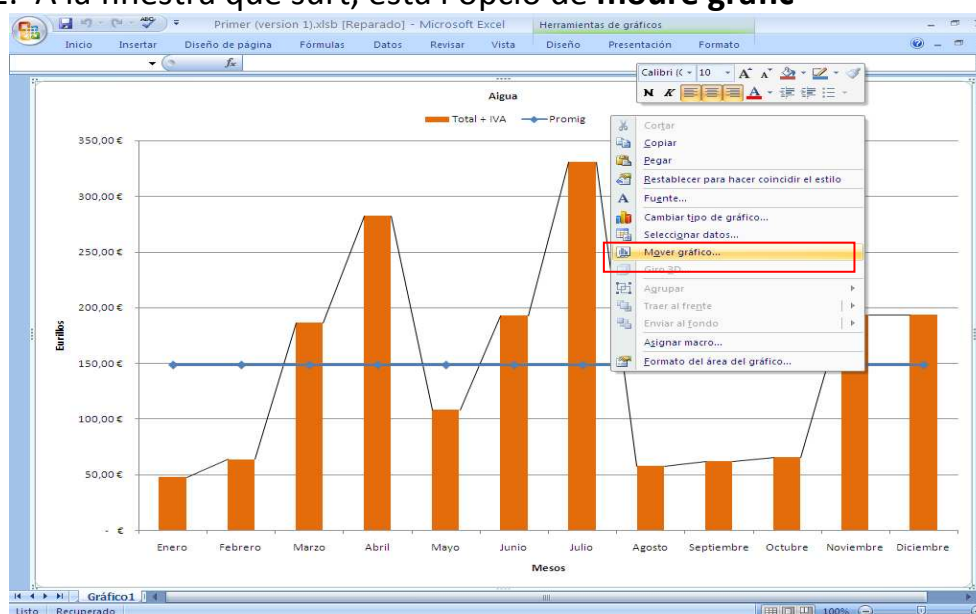 2. A la finestra que surt, esta l'opció de moure gràfic
Primer (version 1).xlsb [Reparado] - Microsoft Excel
Herramientas de gráficos
Inicio Insertar Diseño de página Fórmulas Datos Revisar Vista Diseño Presentación Formato
fx
Calibri (C 10 A A
N K A
Aigua
Total + IVA Promig
Cortar
Copiar
Pegar
Restablecer para hacer coincidir el estilo
Fuente...
Cambiar tipo de gráfico...
Seleccionar datos...
Mover gráfico...
Giro 3D
Agrupar
Traer al frente
Enviar al fondo
Asignar macro...
Formato del área del gráfico...
350,00 €
300,00 €
250,00 €
200,00 €
150,00 €
100,00 €
50,00 €
- €
Eurillos
Enero Febrero Marzo Abril Mayo Junio Julio Agosto Septiembre Octubre Noviembre Diciembre
Mesos
Gráfico1
Listo Recuperado 100%